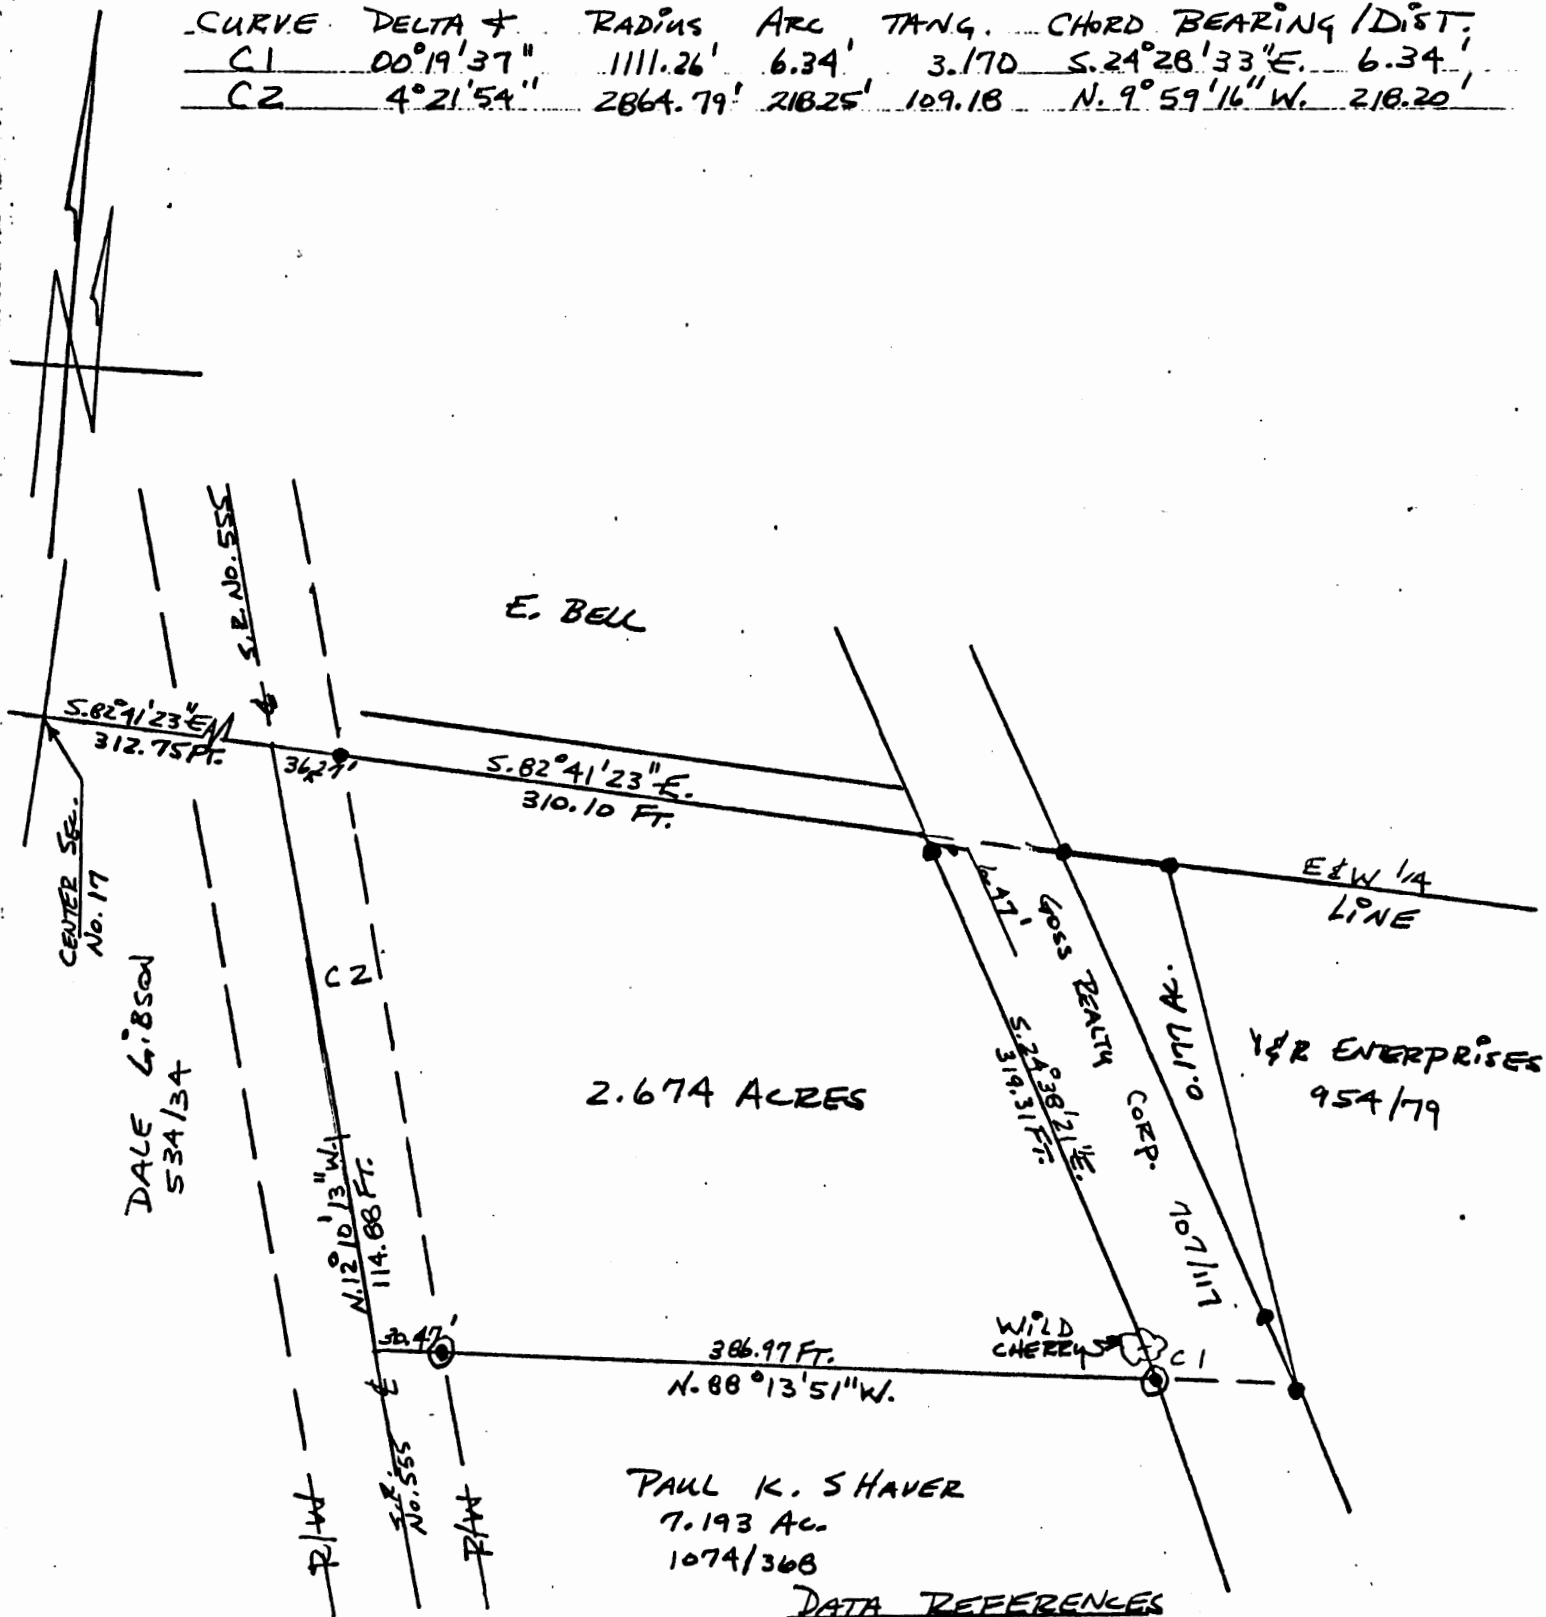 CURVE DELTA ∡ RADIUS ARC TANG. CHORD BEARING / DIST.
C1 00°19'37" 1111.26' 6.34' 3.170 S.24°28'33"E. 6.34'
C2 4°21'54" 2864.79' 218.25' 109.18 N. 9°59'16" W. 218.20'
S.R. No. 555
℄
E. BELL
S.82°41'23"E
312.75 FT.
36.27'
S.82°41'23"E.
310.10 FT.
CENTER SEC.
No. 17
E & W 1/4
LINE
GOSS REALTY CORP. 707/117
0.177 AC.
C2
DALE GIBSON
534/34
Y&R ENTERPRISES
954/79
2.674 ACRES
S.24°38'21"E.
319.31 FT.
N.12°10'13"W.
114.88 FT.
30.47'
386.97 FT.
N.88°13'51"W.
WILD
CHERRY
C1
℄
S.R.
No. 555
R/W
R/W
PAUL K. SHAVER
7.193 AC.
1074/368
DATA REFERENCES